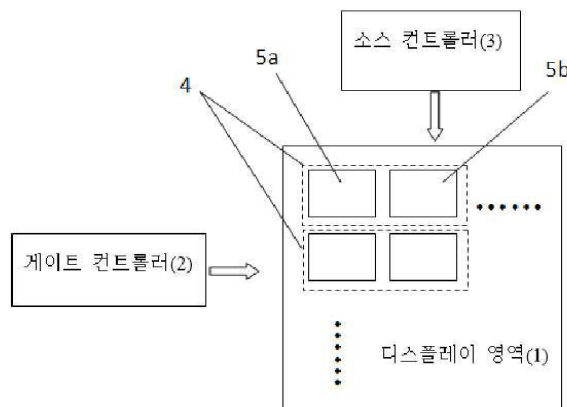 소스 컨트롤러(3)
5a
5b
4
게이트 컨트롤러(2)
디스플레이 영역(1)